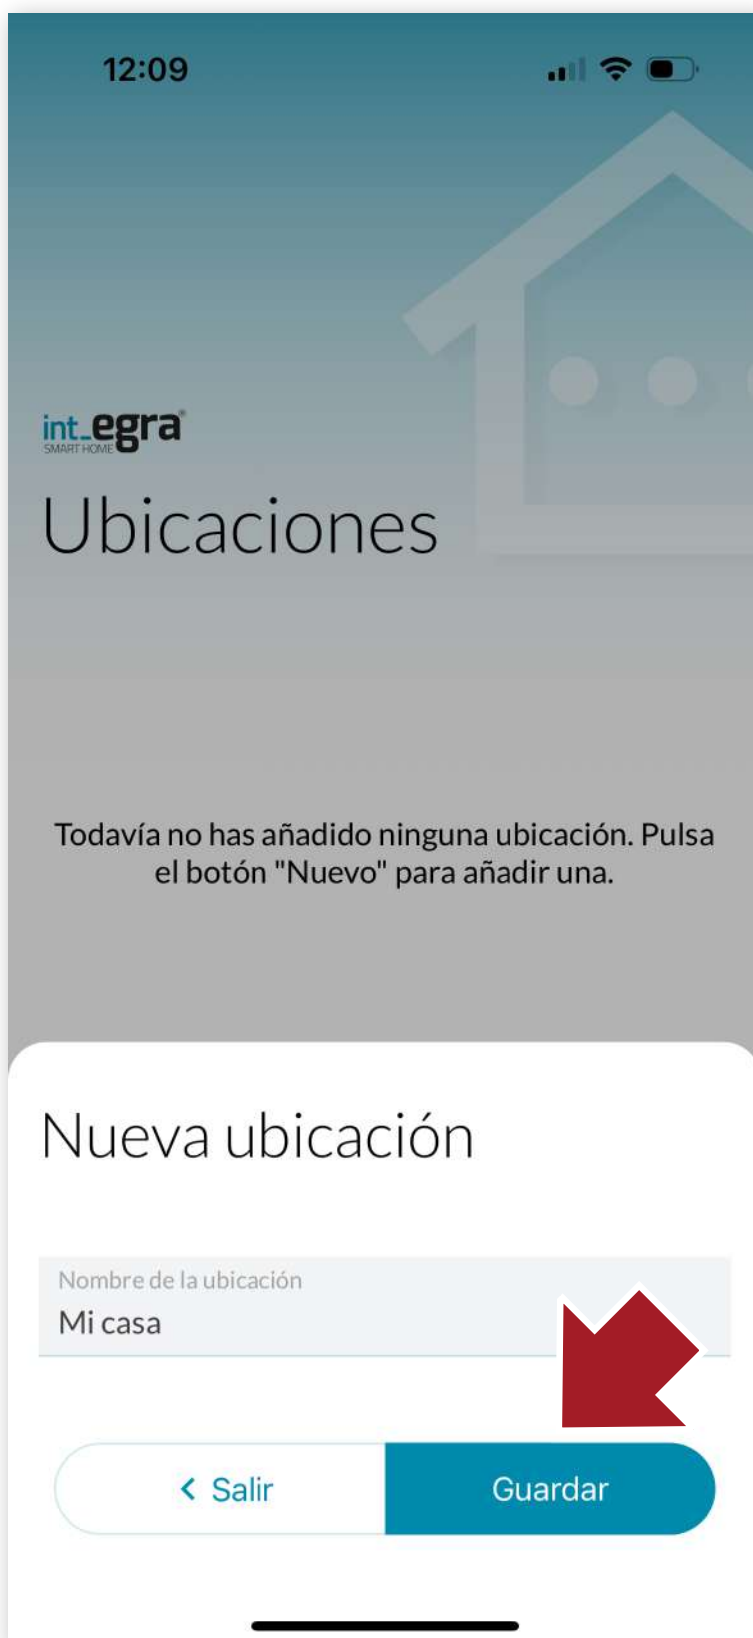 12:09
int_egra®
SMART HOME
Ubicaciones
Todavía no has añadido ninguna ubicación. Pulsa
el botón "Nuevo" para añadir una.
Nueva ubicación
Nombre de la ubicación
Mi casa
< Salir
Guardar